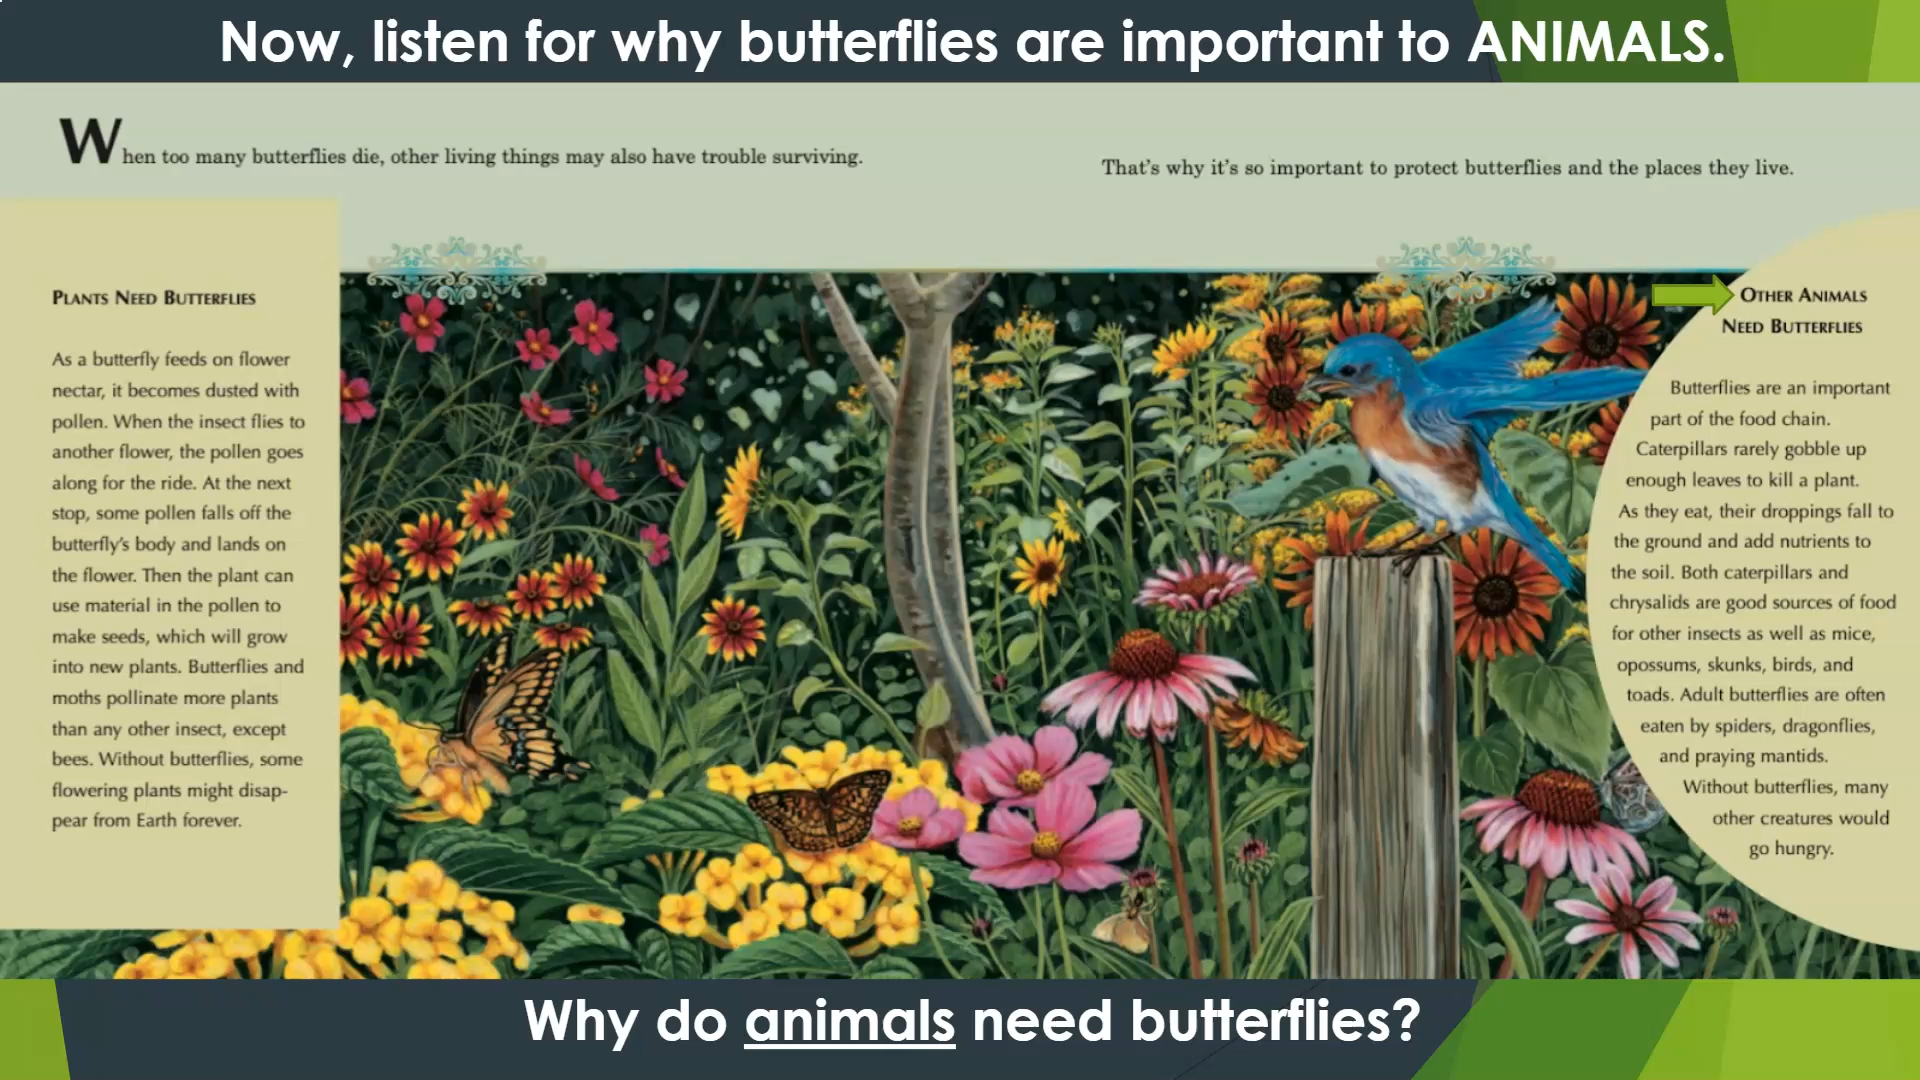 Now, listen for why butterflies are important to ANIMALS.
When too many butterflies die, other living things may also have trouble surviving.
That's why it's so important to protect butterflies and the places they live.
PLANTS NEED BUTTERFLIES
As a butterfly feeds on flower
nectar, it becomes dusted with
pollen. When the insect flies to
another flower, the pollen goes
along for the ride. At the next
stop, some pollen falls off the
butterfly's body and lands on
the flower. Then the plant can
use material in the pollen to
make seeds, which will grow
into new plants. Butterflies and
moths pollinate more plants
than any other insect, except
bees. Without butterflies, some
flowering plants might disap-
pear from Earth forever.
OTHER ANIMALS
NEED BUTTERFLIES
Butterflies are an important
part of the food chain.
Caterpillars rarely gobble up
enough leaves to kill a plant.
As they eat, their droppings fall to
the ground and add nutrients to
the soil. Both caterpillars and
chrysalids are good sources of food
for other insects as well as mice,
opossums, skunks, birds, and
toads. Adult butterflies are often
eaten by spiders, dragonflies,
and praying mantids.
Without butterflies, many
other creatures would
go hungry.
Why do animals need butterflies?